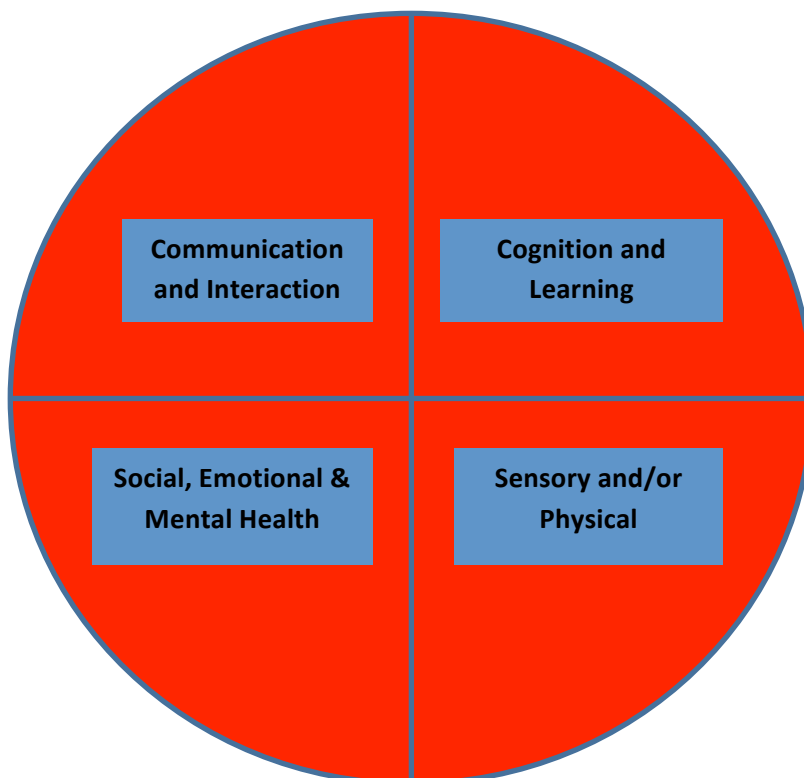 Communication
and Interaction
Cognition and
Learning
Social, Emotional &
Mental Health
Sensory and/or
Physical